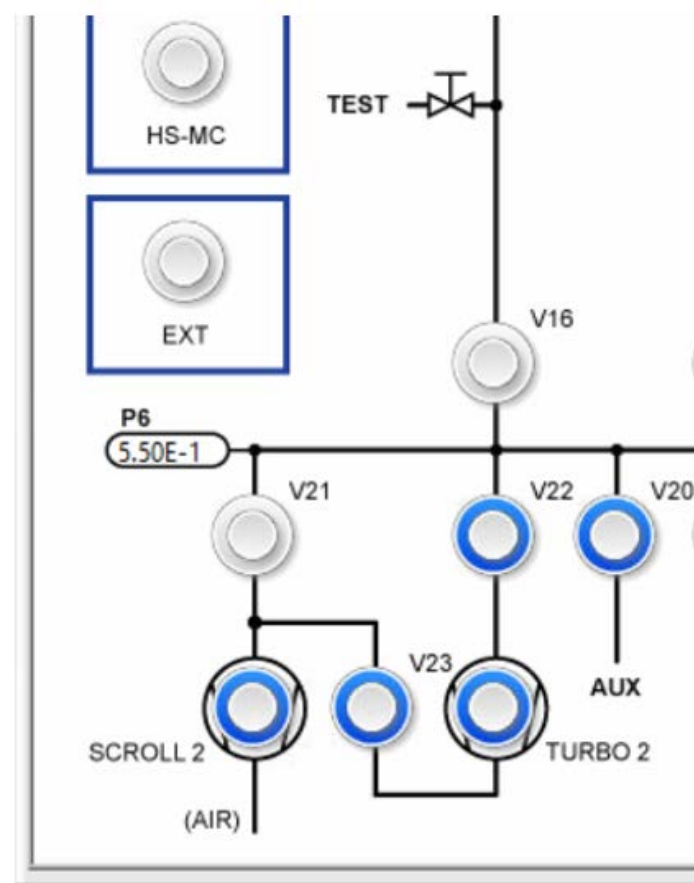 TEST
HS-MC
EXT
V16
P6
5.50E-1
V21
V22
V20
V23
AUX
SCROLL 2
TURBO 2
(AIR)